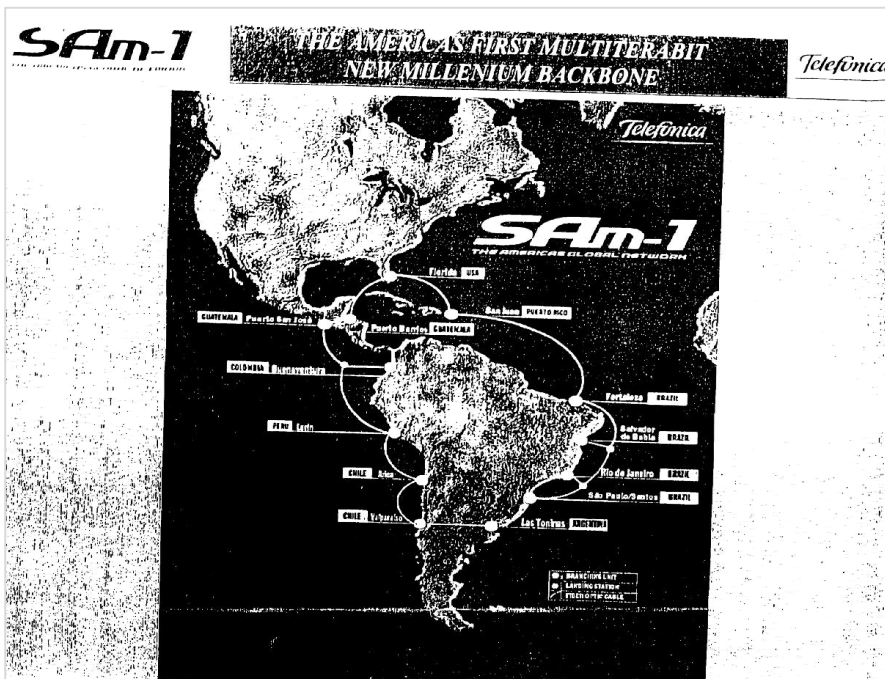 SAm-1
THE AMERICAS FIRST MULTITERABIT
NEW MILLENIUM BACKBONE
Telefónica
Telefónica
SAm-1
THE AMERICAS GLOBAL NETWORK
Florida USA
San Juan PUERTO RICO
GUATEMALA Puerto San José
Puerto Barrios GUATEMALA
COLOMBIA Buenaventura
Fortaleza BRAZIL
PERU Lurín
Salvador
de Bahia BRAZIL
CHILE Arica
Rio de Janeiro BRAZIL
São Paulo/Santos BRAZIL
CHILE Valparaíso
Las Toninas ARGENTINA
BRANCHING UNIT
LANDING STATION
FIBER OPTIC CABLE